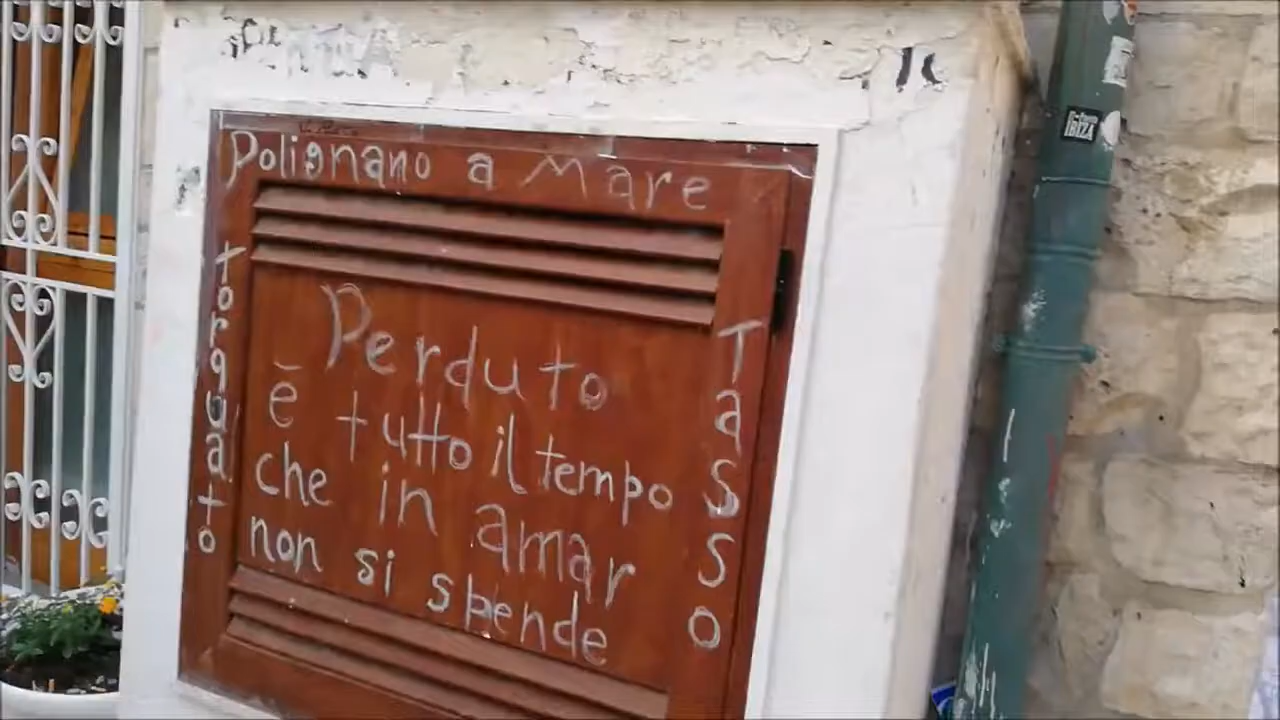 Polignano a Mare
torquato
Perduto
è tutto il tempo
che in amar
non si spende
Tasso
IBIZA